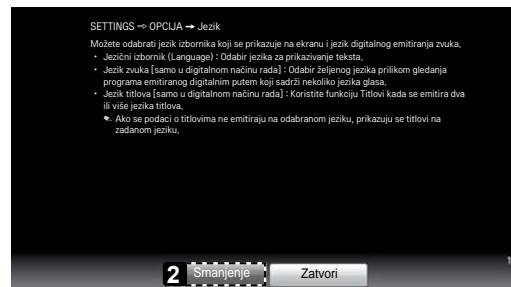 SETTINGS ⇨ OPCIJA ➙ Jezik
Možete odabrati jezik izbornika koji se prikazuje na ekranu i jezik digitalnog emitiranja zvuka.
• Jezični izbornik (Language) : Odabir jezika za prikazivanje teksta.
• Jezik zvuka [samo u digitalnom načinu rada] : Odabir željenog jezika prilikom gledanja
programa emitiranog digitalnim putem koji sadrži nekoliko jezika glasa.
• Jezik titlova [samo u digitalnom načinu rada] : Koristite funkciju Titlovi kada se emitira dva
ili više jezika titlova.
Ako se podaci o titlovima ne emitiraju na odabranom jeziku, prikazuju se titlovi na
zadanom jeziku.
2 Smanjenje Zatvori